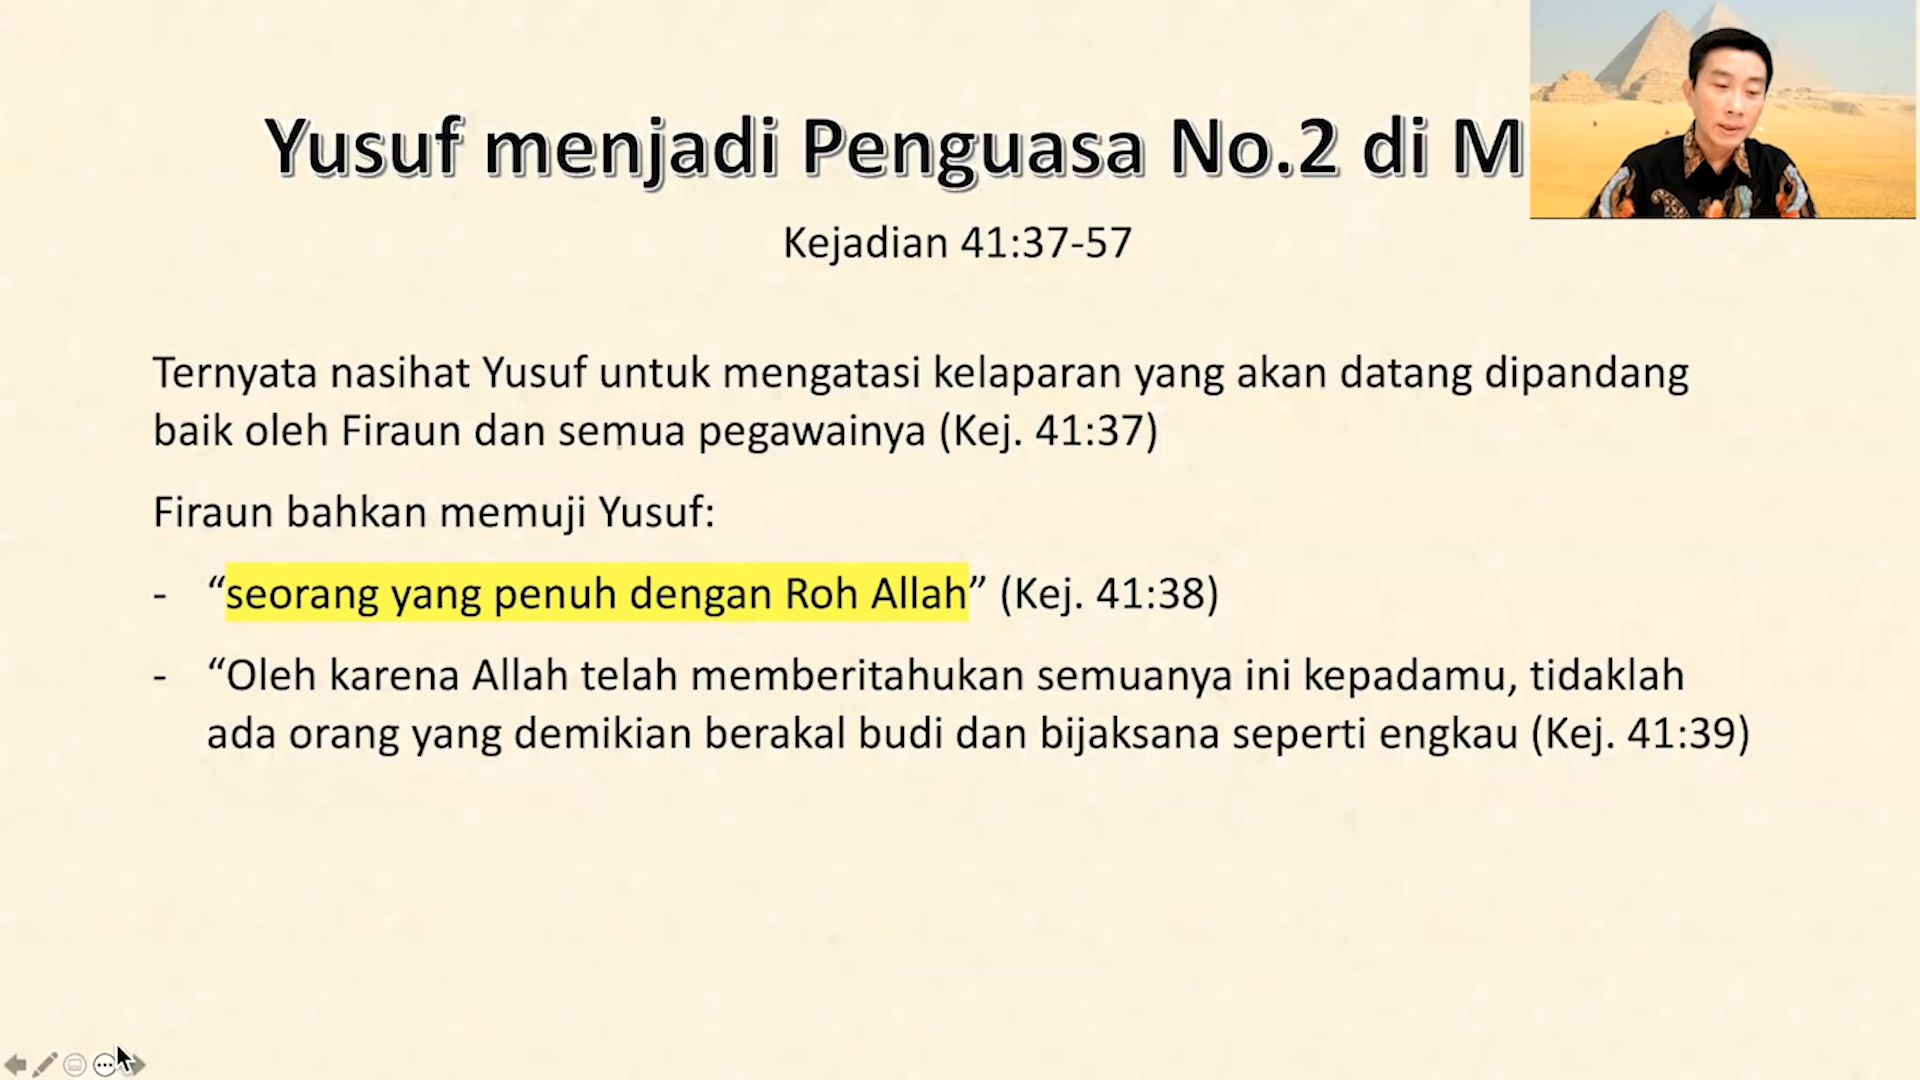 Yusuf menjadi Penguasa No.2 di
Kejadian 41:37-57
Ternyata nasihat Yusuf untuk mengatasi kelaparan yang akan datang dipandang
baik oleh Firaun dan semua pegawainya (Kej. 41:37)
Firaun bahkan memuji Yusuf:
- “seorang yang penuh dengan Roh Allah” (Kej. 41:38)
- “Oleh karena Allah telah memberitahukan semuanya ini kepadamu, tidaklah
ada orang yang demikian berakal budi dan bijaksana seperti engkau (Kej. 41:39)